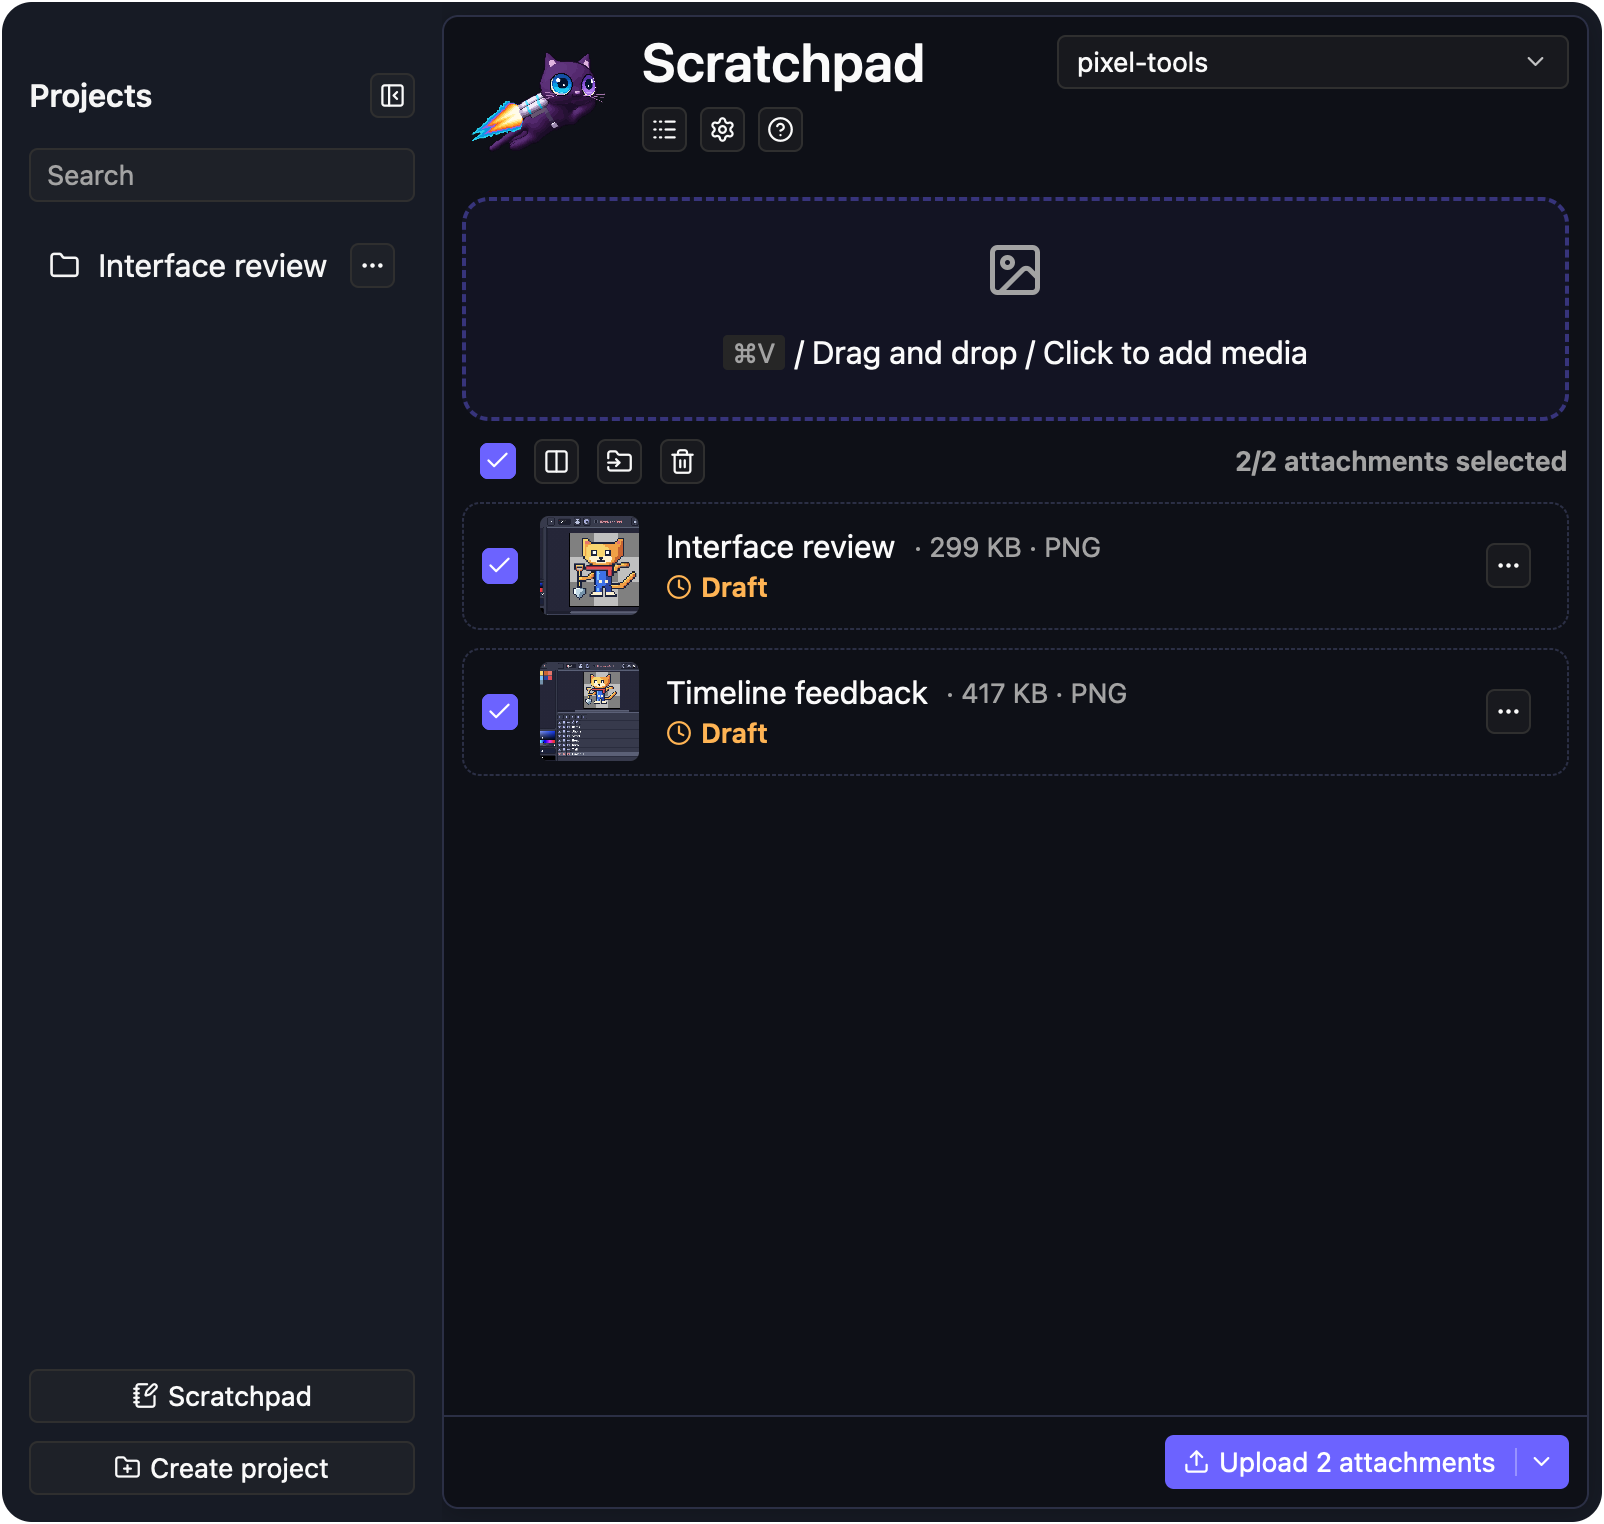 Projects
Search
Interface review
Scratchpad
Create project
Scratchpad
pixel-tools
⌘V / Drag and drop / Click to add media
2/2 attachments selected
Interface review · 299 KB · PNG
Draft
Timeline feedback · 417 KB · PNG
Draft
Upload 2 attachments